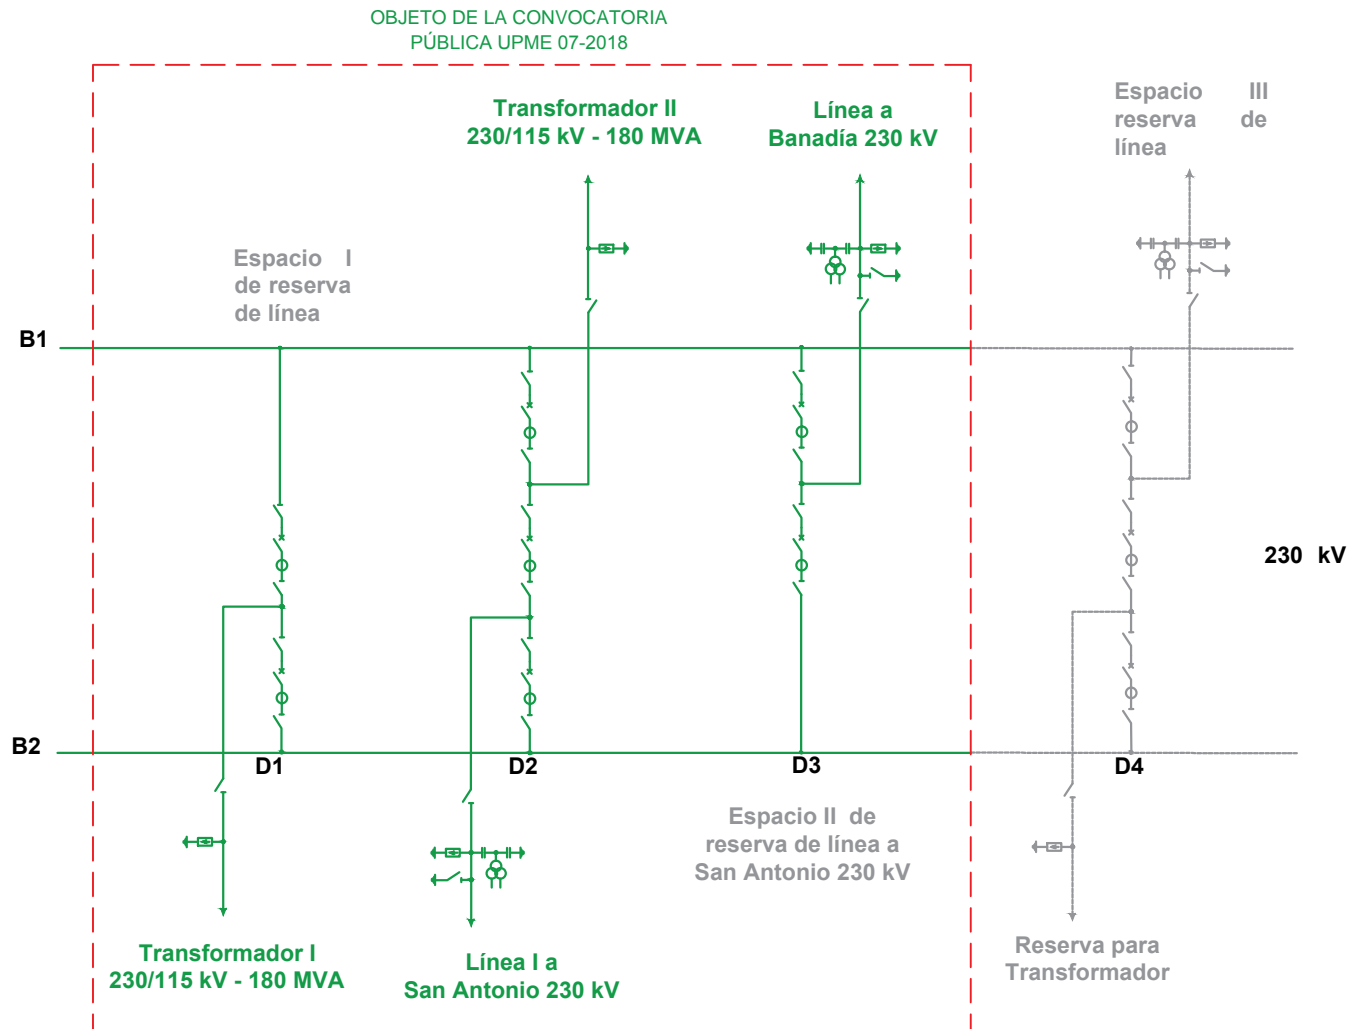 OBJETO DE LA CONVOCATORIA
PÚBLICA UPME 07-2018
Transformador II
230/115 kV - 180 MVA
Línea a
Banadía 230 kV
Espacio III
reserva de
línea
Espacio I
de reserva
de línea
B1
230 kV
B2
D1
D2
D3
D4
Espacio II de
reserva de línea a
San Antonio 230 kV
Transformador I
230/115 kV - 180 MVA
Línea I a
San Antonio 230 kV
Reserva para
Transformador